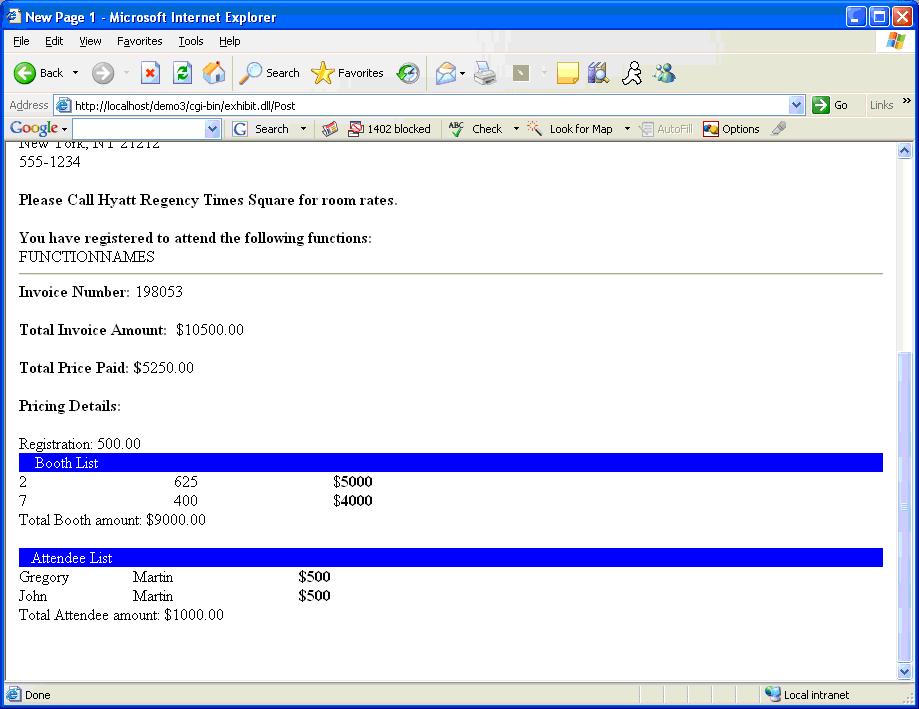 New Page 1 - Microsoft Internet Explorer
File Edit View Favorites Tools Help
Back Search Favorites
Address http://localhost/demo3/cgi-bin/exhibit.dll/Post Go Links »
Google Search 1402 blocked ABC Check Look for Map AutoFill Options
New York, NY 21212
555-1234
Please Call Hyatt Regency Times Square for room rates.
You have registered to attend the following functions:
FUNCTIONNAMES
Invoice Number: 198053
Total Invoice Amount: $10500.00
Total Price Paid: $5250.00
Pricing Details:
Registration: 500.00
Booth List
2 625 $5000
7 400 $4000
Total Booth amount: $9000.00
Attendee List
Gregory Martin $500
John Martin $500
Total Attendee amount: $1000.00
Done Local intranet